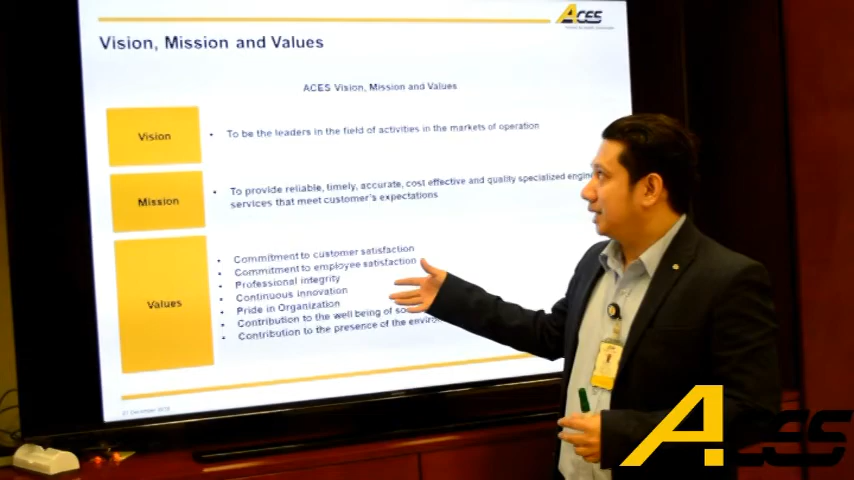 ACES
Vision, Mission and Values
ACES Vision, Mission and Values
Vision
• To be the leaders in the field of activities in the markets of operation
Mission
• To provide reliable, timely, accurate, cost effective and quality specialized engin
services that meet customer's expectations
Values
• Commitment to customer satisfaction
• Commitment to employee satisfaction
• Professional integrity
• Continuous innovation
• Pride in Organization
• Contribution to the well being of so
• Contribution to the presence of the enviro
ACES